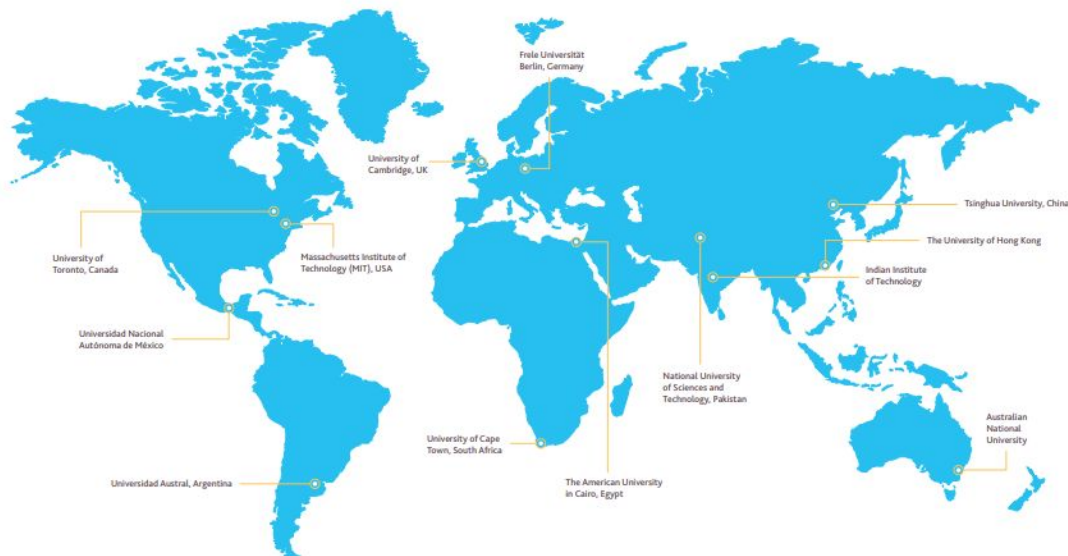 Freie Universität
Berlin, Germany
University of
Cambridge, UK
Tsinghua University, China
The University of Hong Kong
University of
Toronto, Canada
Massachusetts Institute of
Technology (MIT), USA
Indian Institute
of Technology
Universidad Nacional
Autónoma de México
National University
of Sciences and
Technology, Pakistan
Australian
National
University
University of Cape
Town, South Africa
Universidad Austral, Argentina
The American University
in Cairo, Egypt